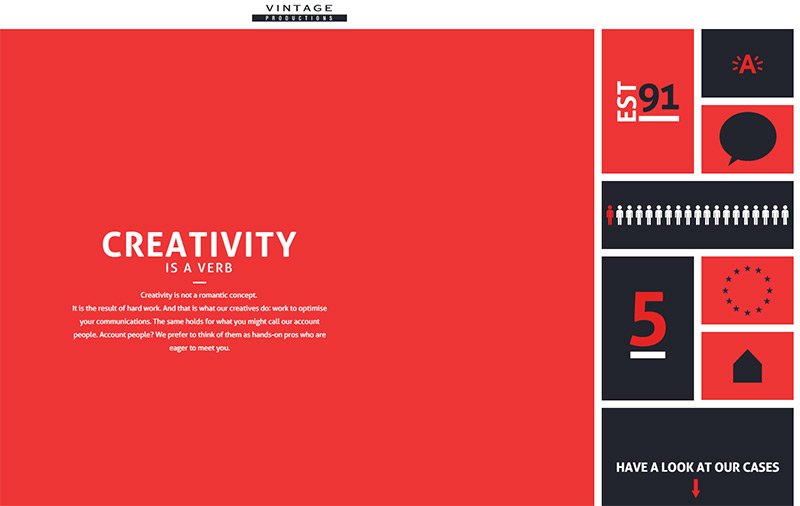 VINTAGE
PRODUCTIONS
CREATIVITY
IS A VERB
Creativity is not a romantic concept.
It is the result of hard work. And that is what our creatives do: work to optimise
your communications. The same holds for what you might call our account
people. Account people? We prefer to think of them as hands-on pros who are
eager to meet you.
EST 91
A
5
HAVE A LOOK AT OUR CASES